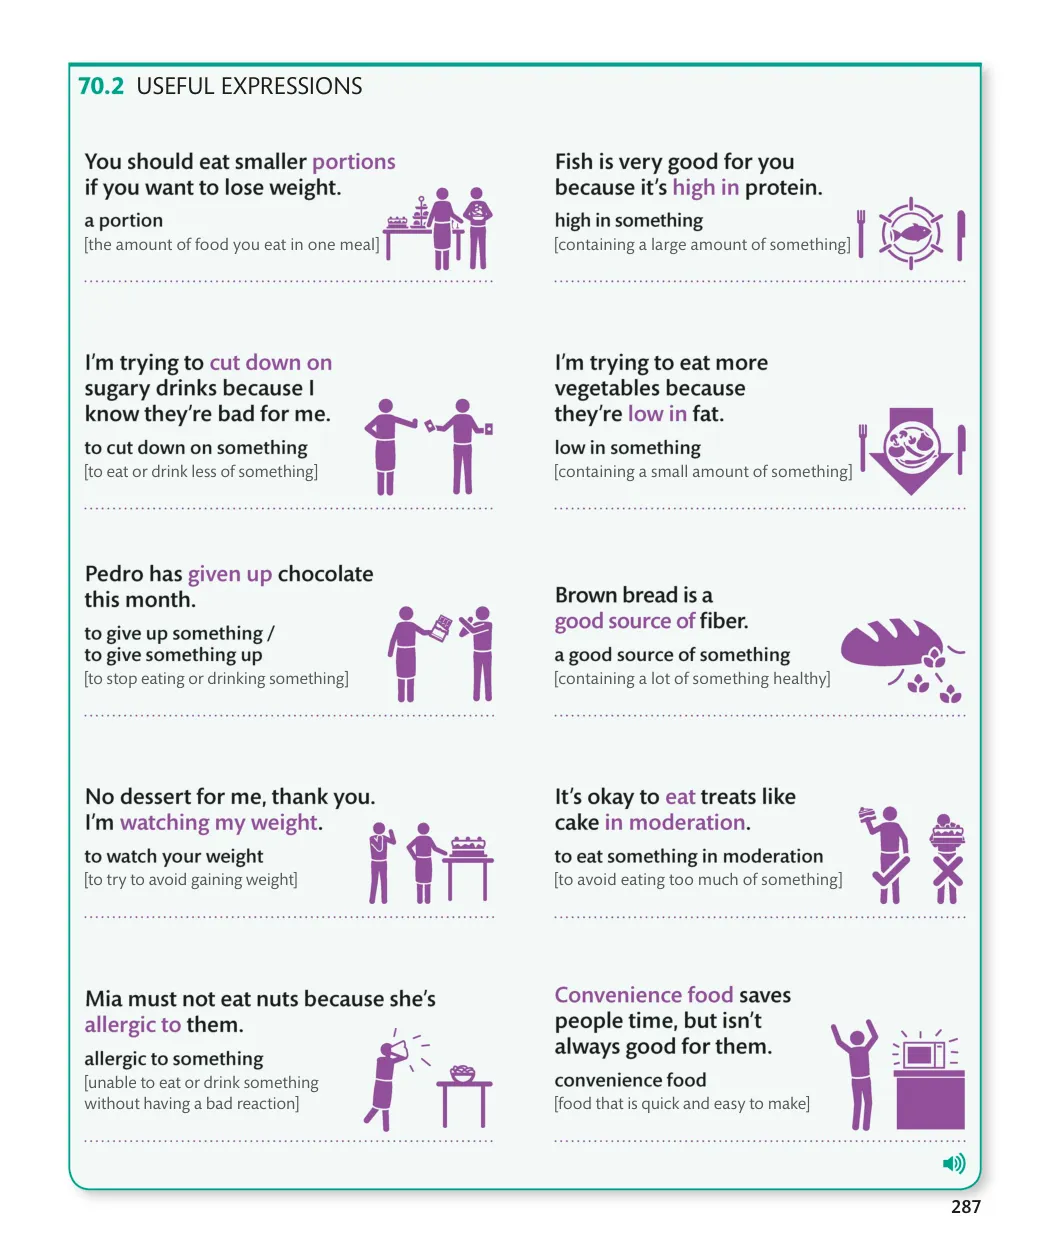 70.2 USEFUL EXPRESSIONS
You should eat smaller portions
if you want to lose weight.
a portion
[the amount of food you eat in one meal]
Fish is very good for you
because it’s high in protein.
high in something
[containing a large amount of something]
I’m trying to cut down on
sugary drinks because I
know they’re bad for me.
to cut down on something
[to eat or drink less of something]
I’m trying to eat more
vegetables because
they’re low in fat.
low in something
[containing a small amount of something]
Pedro has given up chocolate
this month.
to give up something /
to give something up
[to stop eating or drinking something]
Brown bread is a
good source of fiber.
a good source of something
[containing a lot of something healthy]
No dessert for me, thank you.
I’m watching my weight.
to watch your weight
[to try to avoid gaining weight]
It’s okay to eat treats like
cake in moderation.
to eat something in moderation
[to avoid eating too much of something]
Mia must not eat nuts because she’s
allergic to them.
allergic to something
[unable to eat or drink something
without having a bad reaction]
Convenience food saves
people time, but isn’t
always good for them.
convenience food
[food that is quick and easy to make]
287